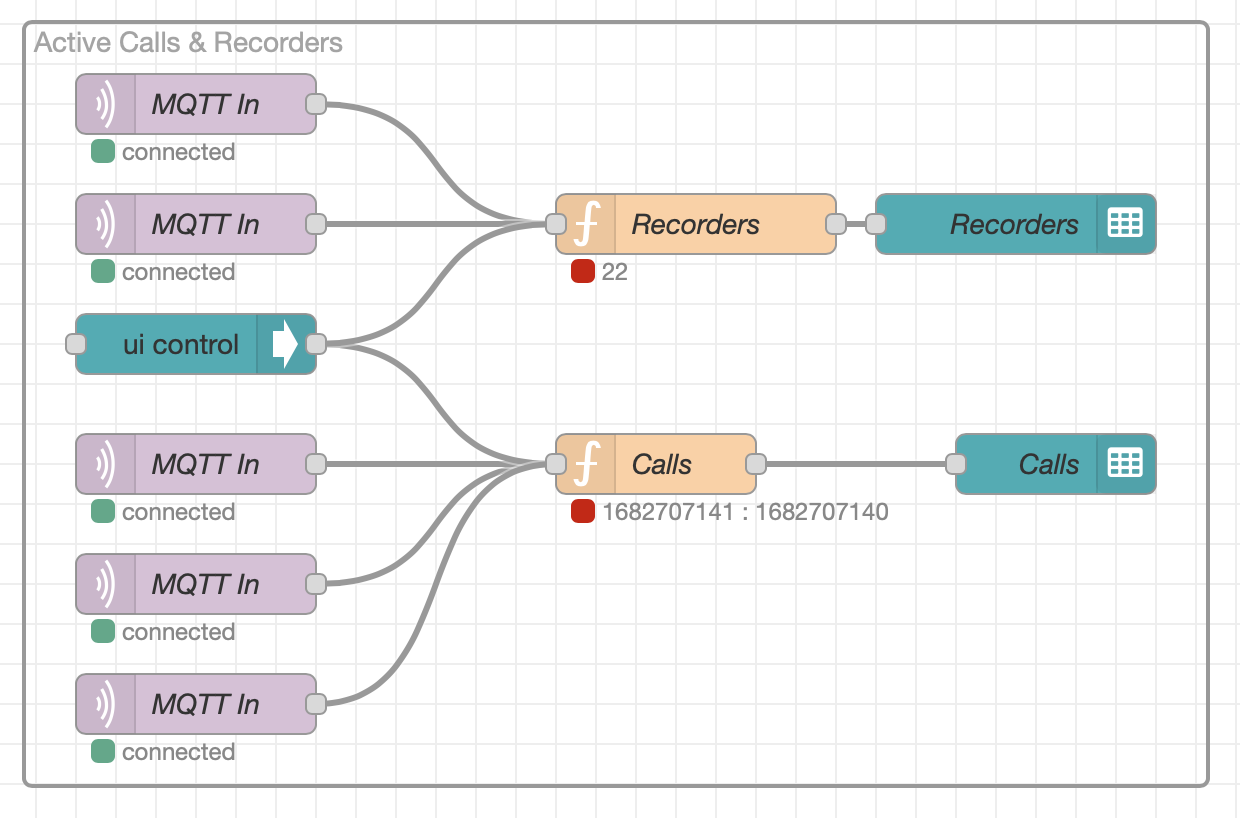 Active Calls & Recorders
MQTT In
connected
MQTT In
connected
Recorders
22
Recorders
ui control
MQTT In
connected
Calls
1682707141 : 1682707140
Calls
MQTT In
connected
MQTT In
connected